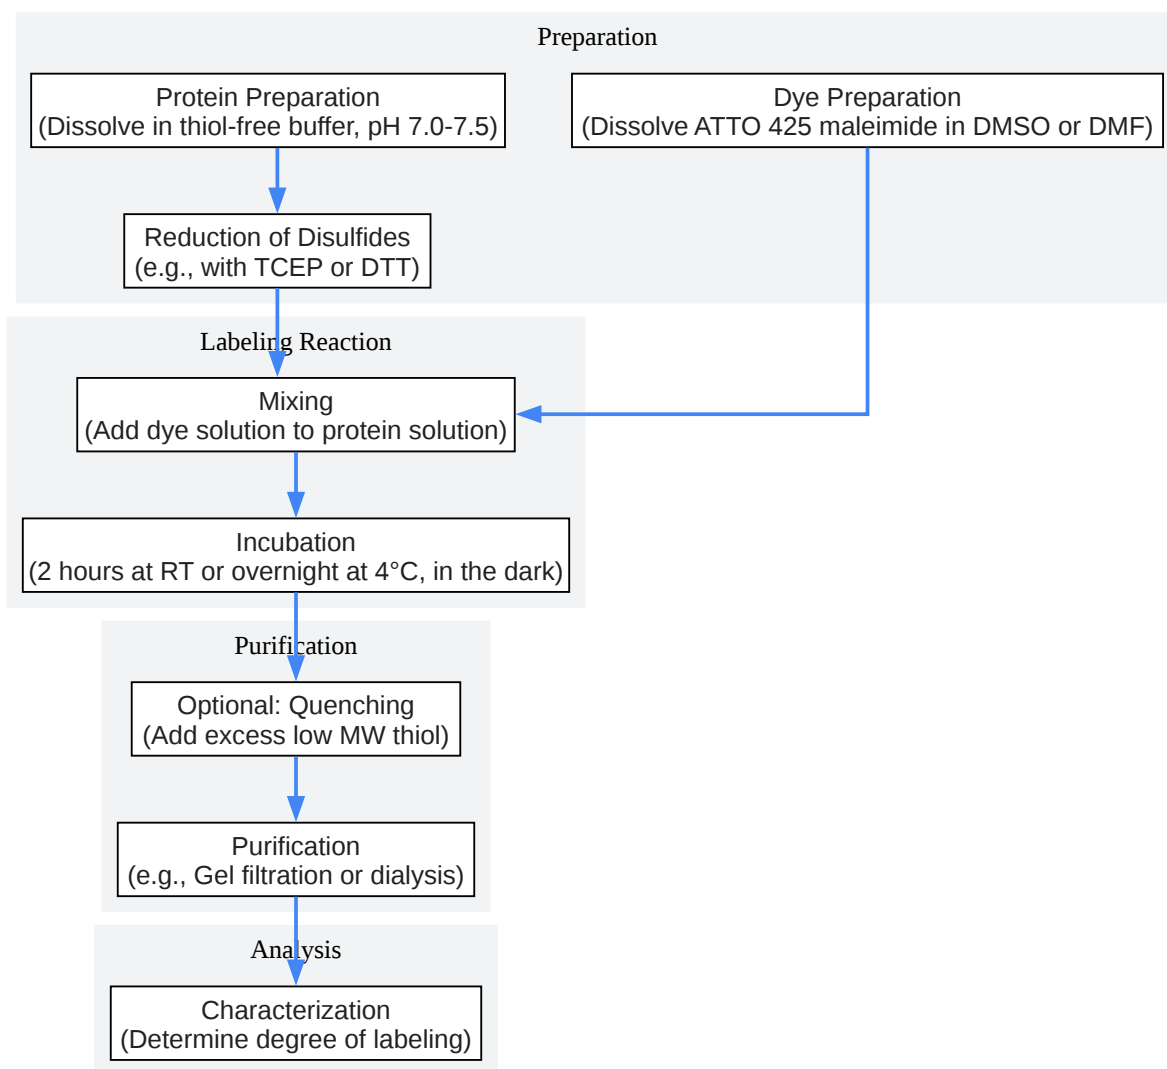 Preparation
Protein Preparation
(Dissolve in thiol-free buffer, pH 7.0-7.5)
Dye Preparation
(Dissolve ATTO 425 maleimide in DMSO or DMF)
Reduction of Disulfides
(e.g., with TCEP or DTT)
Labeling Reaction
Mixing
(Add dye solution to protein solution)
Incubation
(2 hours at RT or overnight at 4°C, in the dark)
Purification
Optional: Quenching
(Add excess low MW thiol)
Purification
(e.g., Gel filtration or dialysis)
Analysis
Characterization
(Determine degree of labeling)